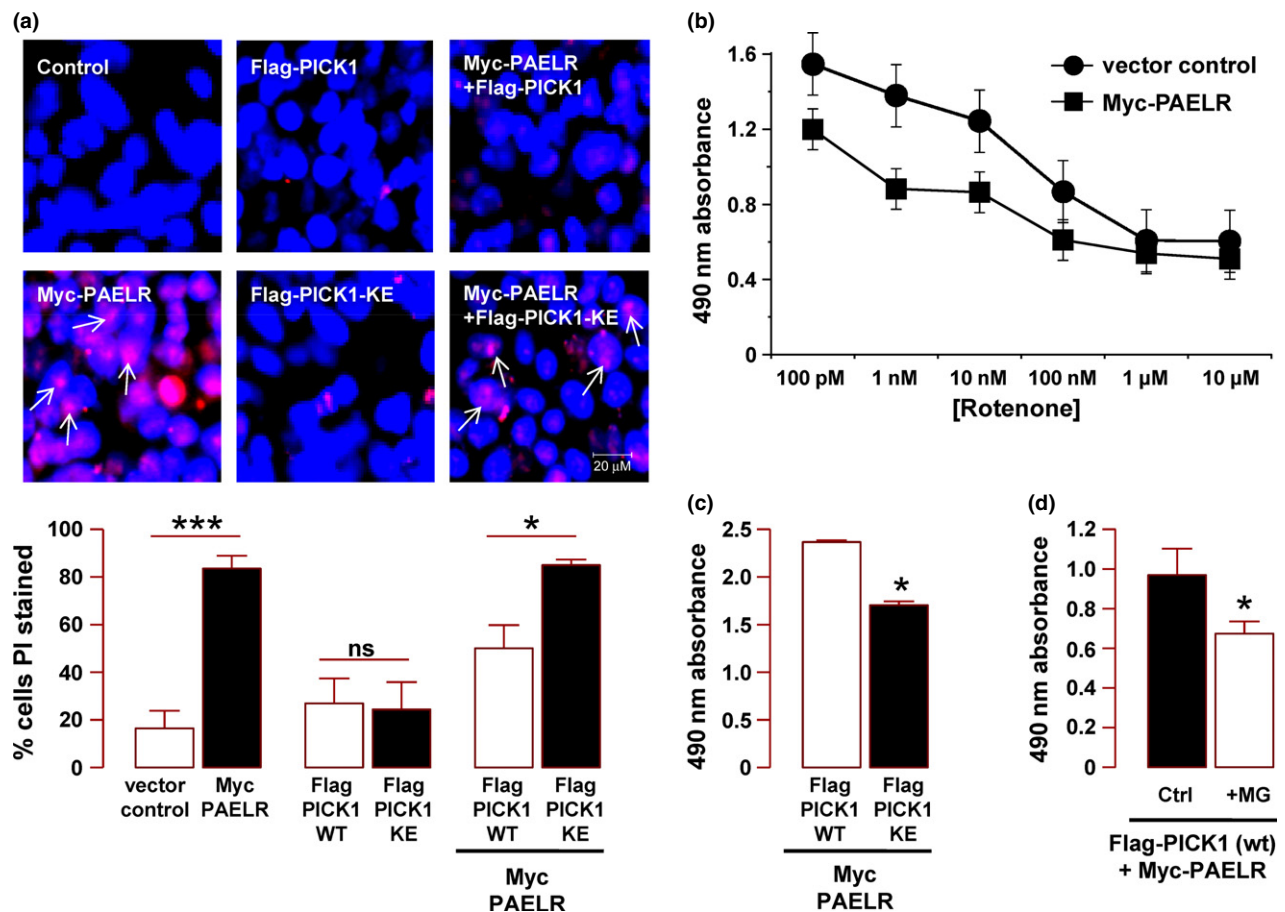 (a)
Control
Flag-PICK1
Myc-PAELR
+Flag-PICK1
Myc-PAELR
Flag-PICK1-KE
Myc-PAELR
+Flag-PICK1-KE
20 µM
% cells PI stained
100
80
60
40
20
0
***
ns
*
vector
control
Myc
PAELR
Flag
PICK1
WT
Flag
PICK1
KE
Flag
PICK1
WT
Flag
PICK1
KE
Myc
PAELR
(b)
490 nm absorbance
1.6
1.2
0.8
0.4
0
vector control
Myc-PAELR
100 pM
1 nM
10 nM
100 nM
1 µM
10 µM
[Rotenone]
(c)
490 nm absorbance
2.5
2.0
1.5
1.0
0.5
0
*
Flag
PICK1
WT
Flag
PICK1
KE
Myc
PAELR
(d)
490 nm absorbance
1.2
1.0
0.8
0.6
0.4
0.2
0
*
Ctrl
+MG
Flag-PICK1 (wt)
+ Myc-PAELR